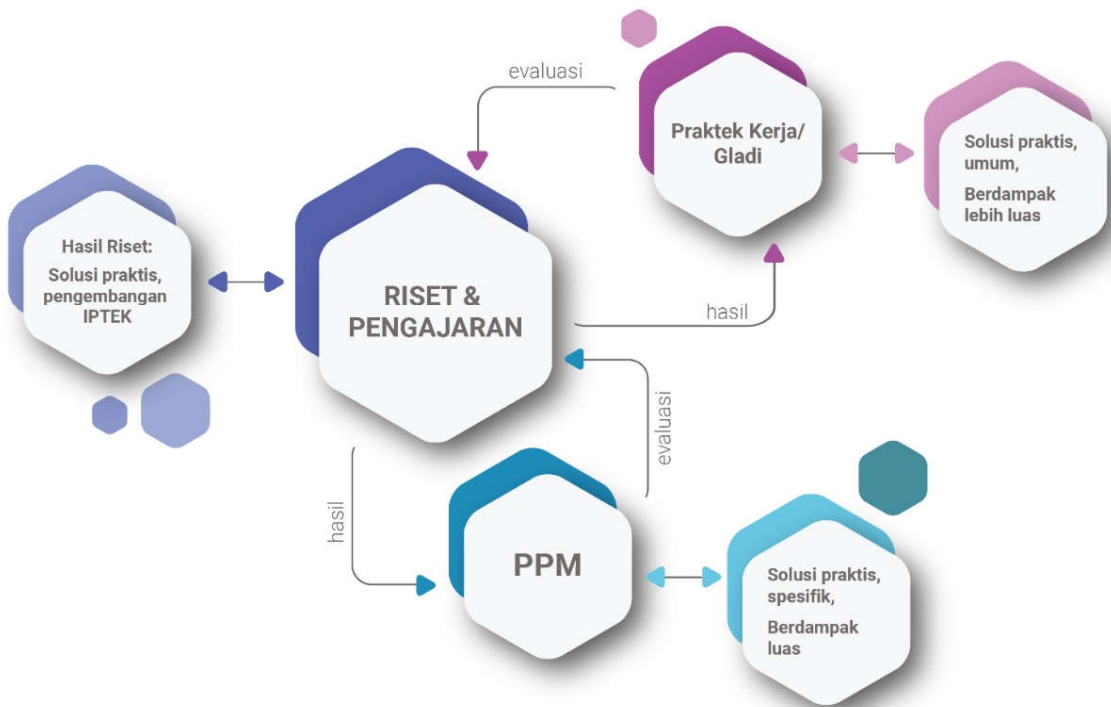 evaluasi
Praktek Kerja/
Gladi
Solusi praktis,
umum,
Berdampak
lebih luas
Hasil Riset:
Solusi praktis,
pengembangan
IPTEK
RISET &
PENGAJARAN
hasil
evaluasi
hasil
PPM
Solusi praktis,
spesifik,
Berdampak
luas